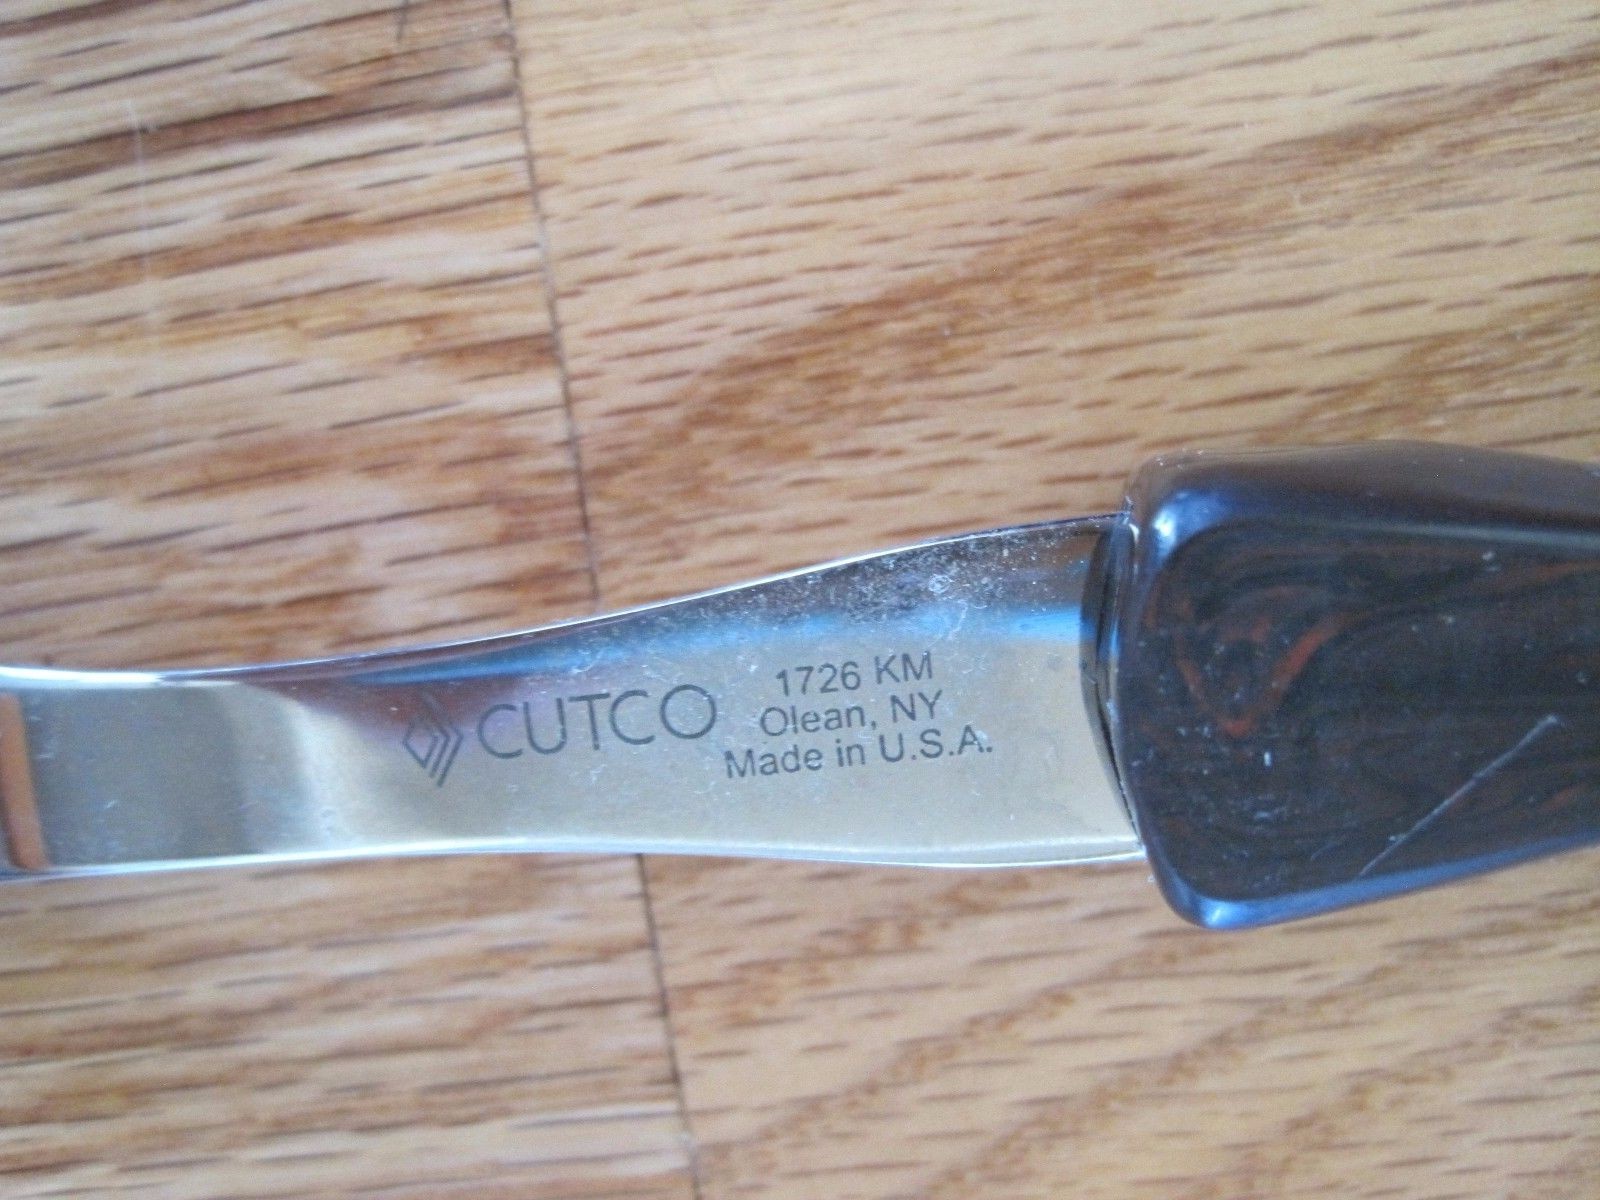 CUTCO
1726 KM
Olean, NY
Made in U.S.A.